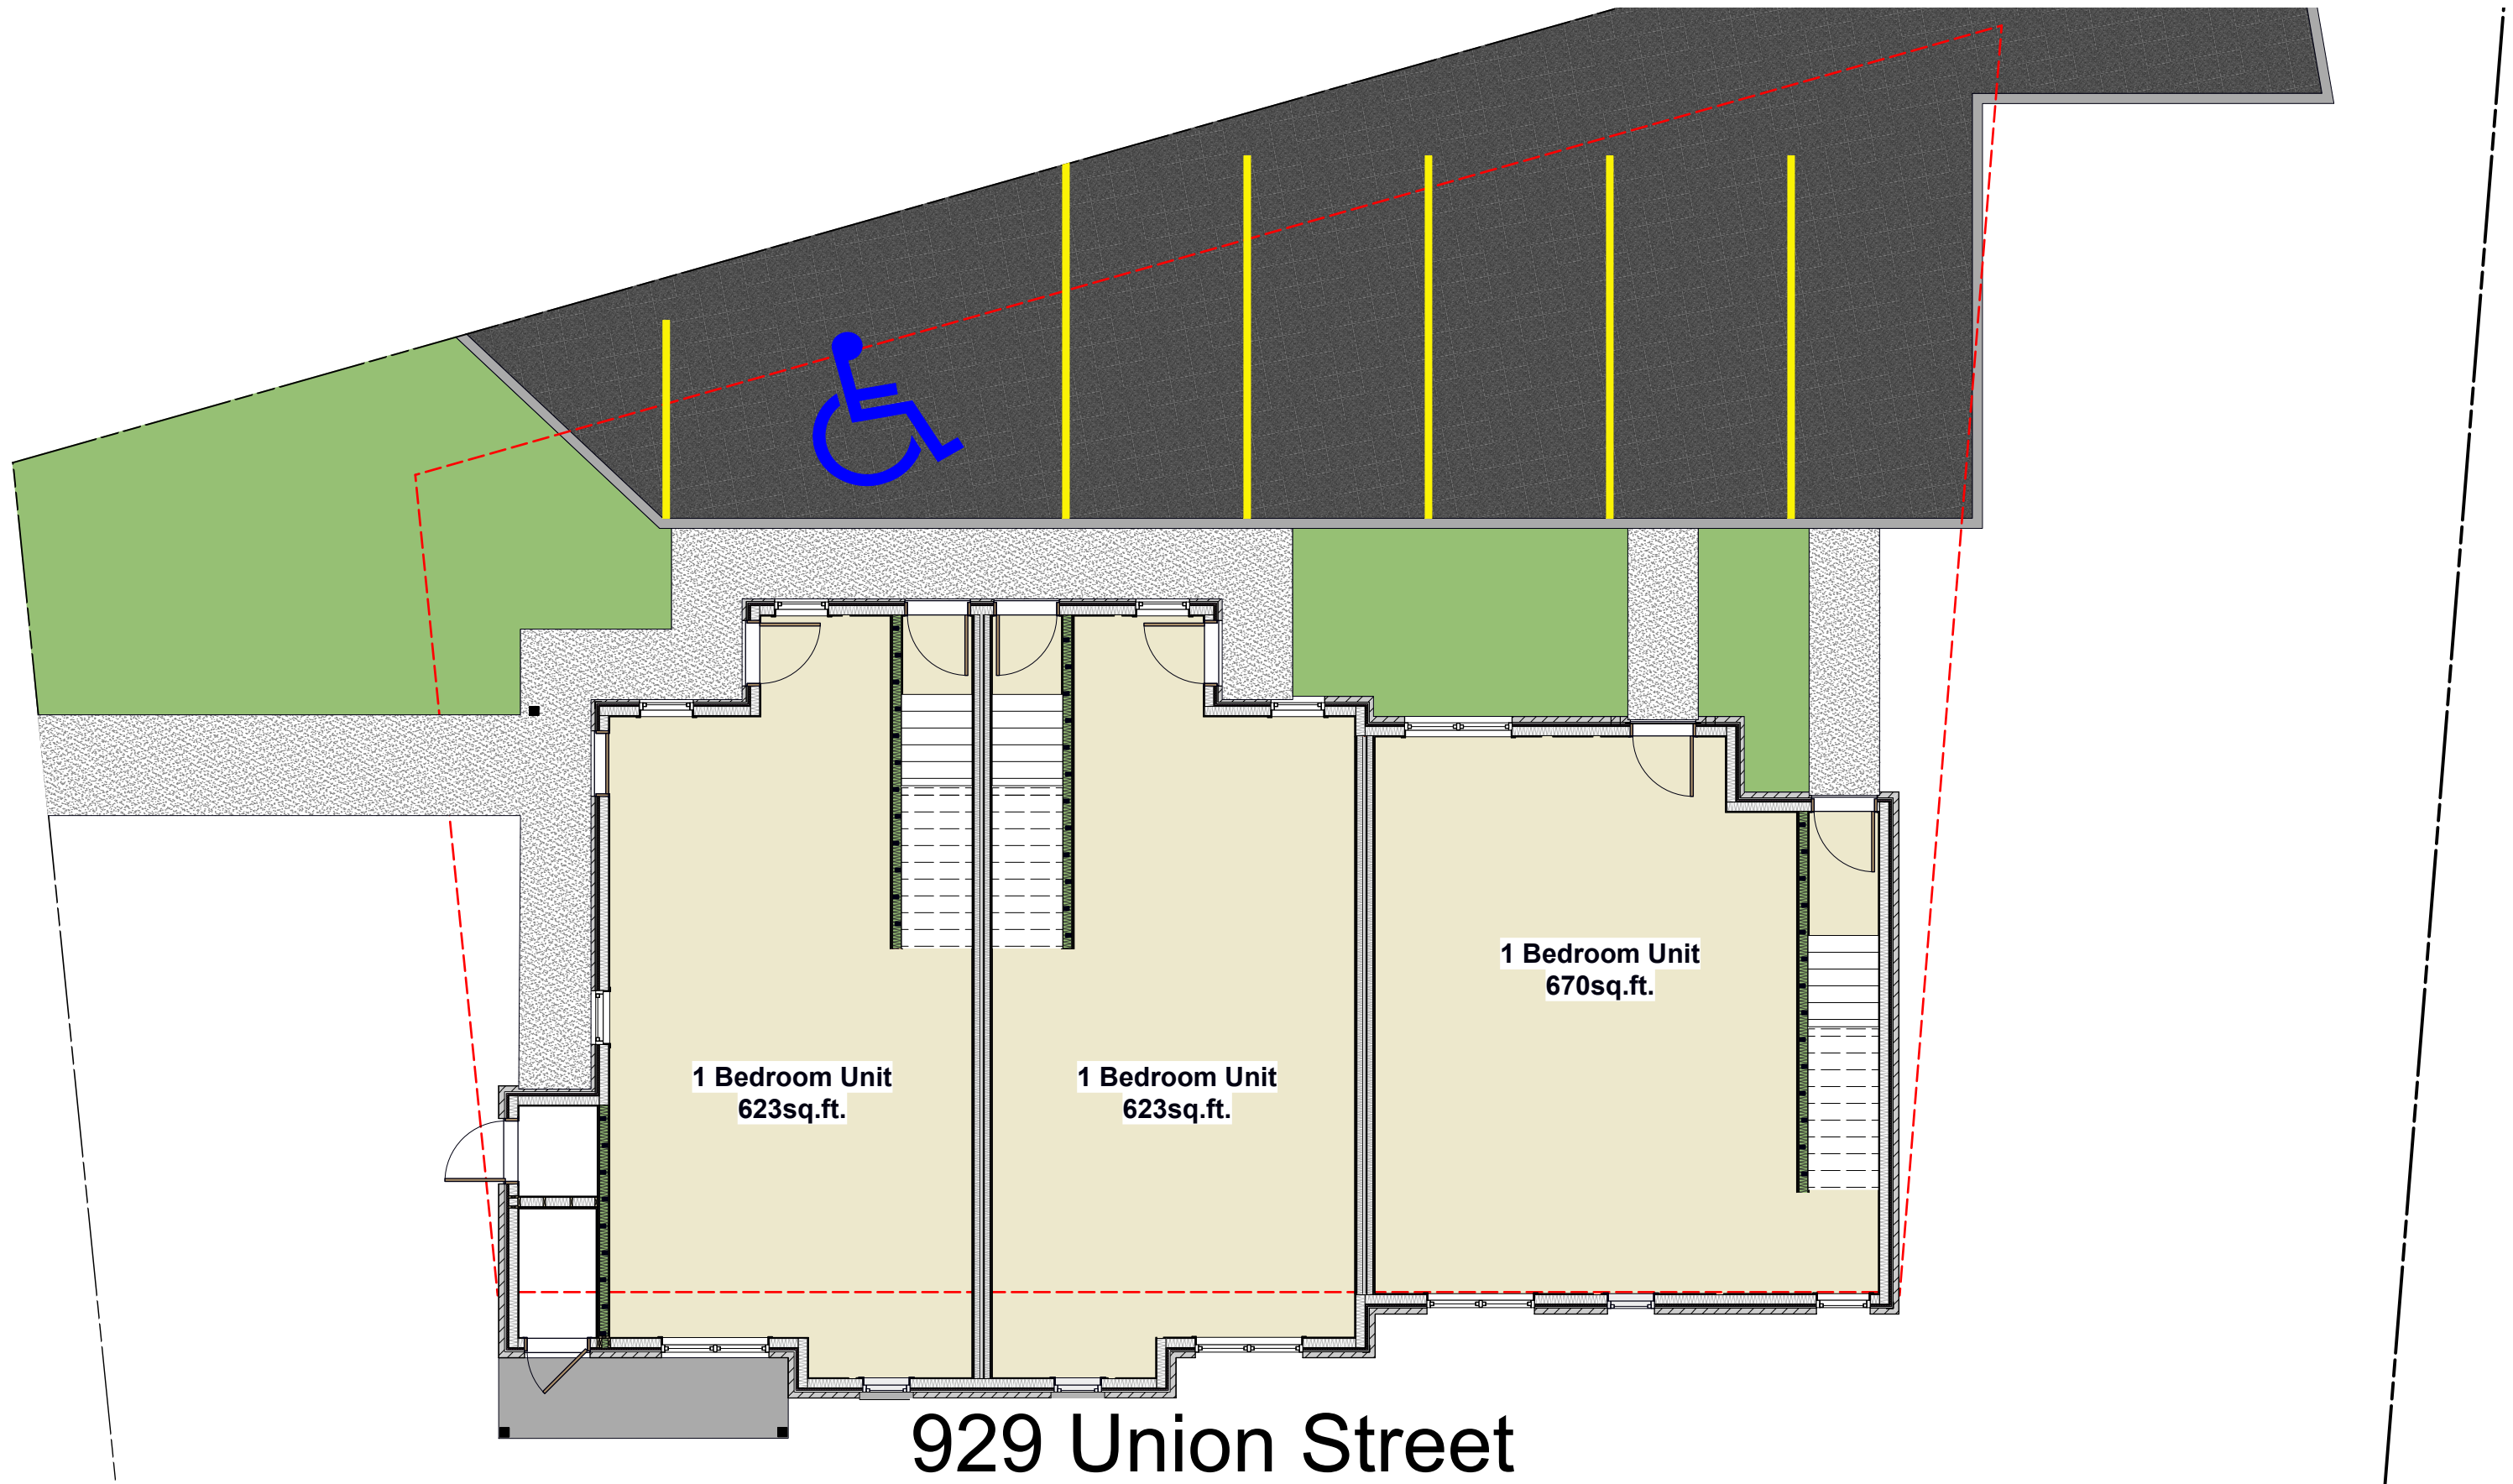 1 Bedroom Unit
670sq.ft.
1 Bedroom Unit
623sq.ft.
1 Bedroom Unit
623sq.ft.
929 Union Street